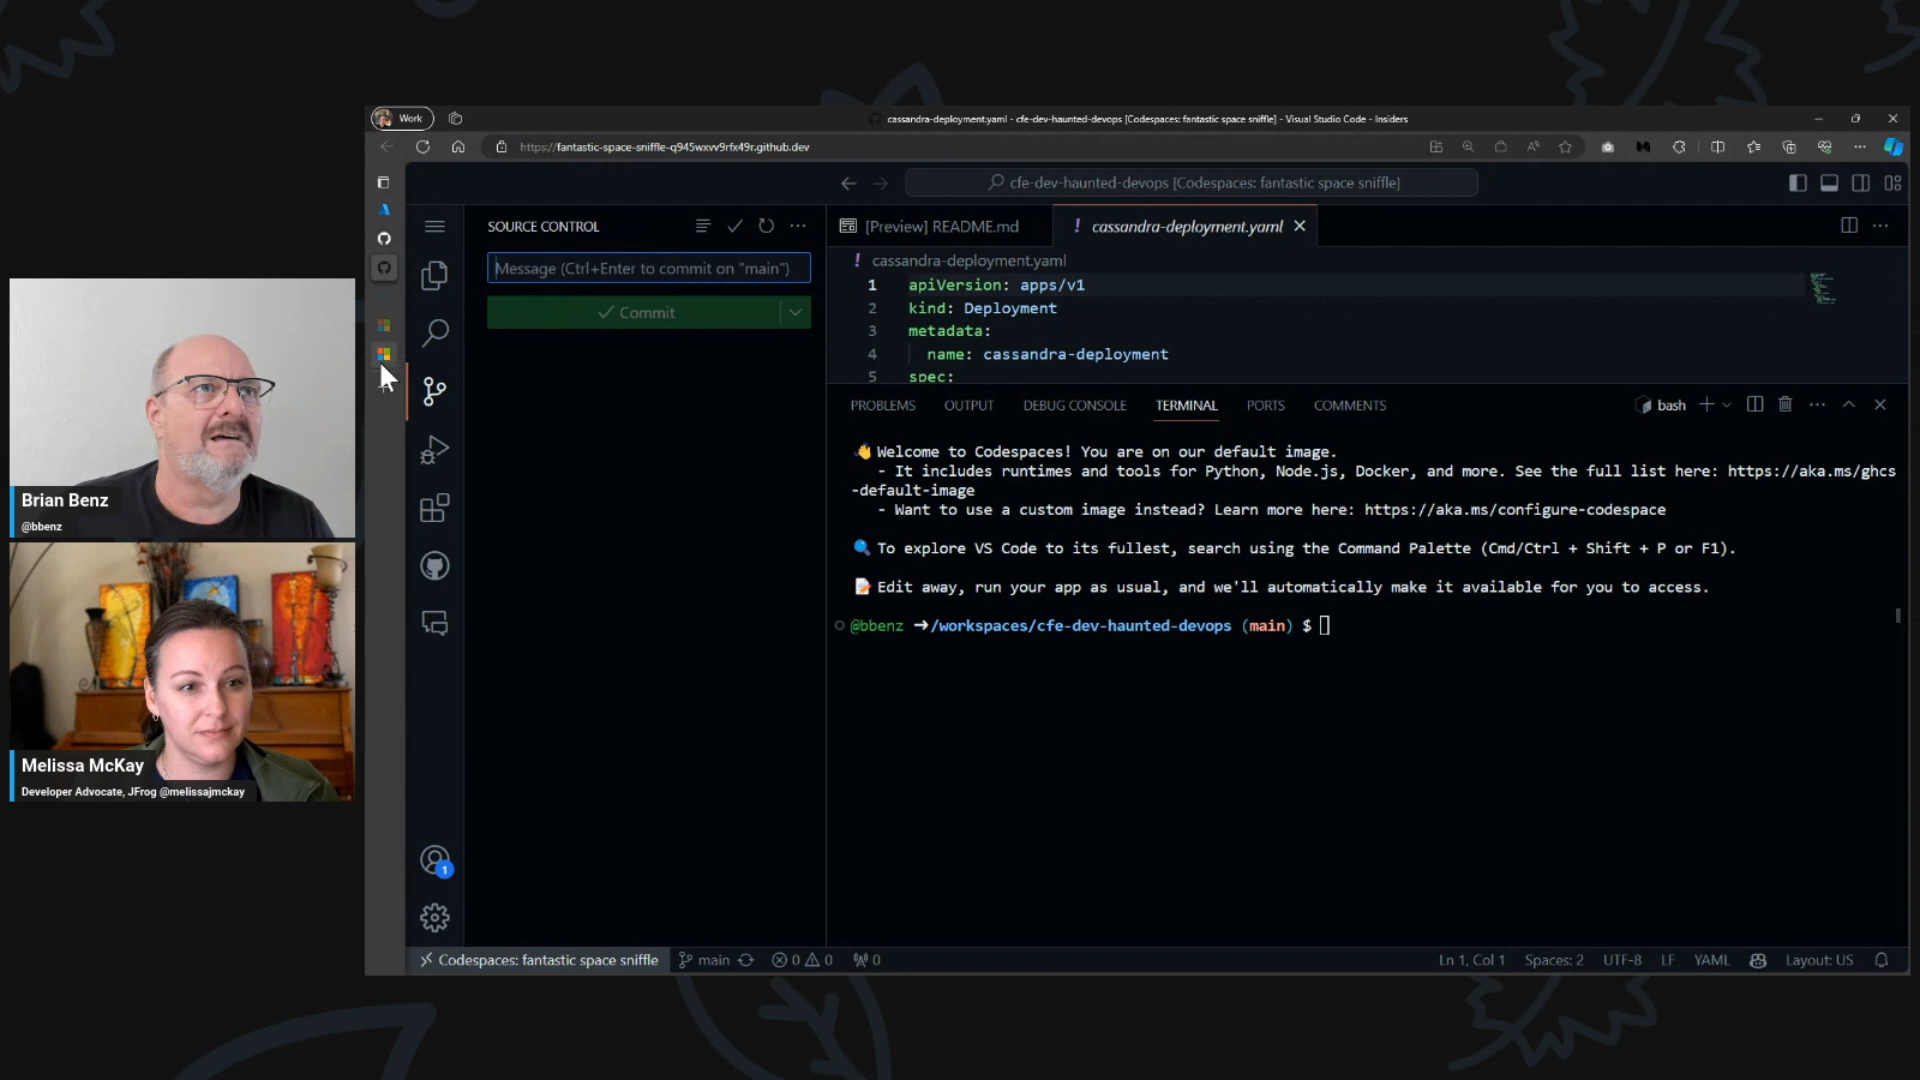 Work
cassandra-deployment.yaml - cfe-dev-haunted-devops [Codespaces: fantastic space sniffle] - Visual Studio Code - Insiders
https://fantastic-space-sniffle-q945wxvv9rfx49r.github.dev
cfe-dev-haunted-devops [Codespaces: fantastic space sniffle]
SOURCE CONTROL
Message (Ctrl+Enter to commit on "main")
Commit
[Preview] README.md
! cassandra-deployment.yaml
! cassandra-deployment.yaml
1 apiVersion: apps/v1
2 kind: Deployment
3 metadata:
4 name: cassandra-deployment
5 spec:
PROBLEMS OUTPUT DEBUG CONSOLE TERMINAL PORTS COMMENTS
bash
👋 Welcome to Codespaces! You are on our default image.
- It includes runtimes and tools for Python, Node.js, Docker, and more. See the full list here: https://aka.ms/ghcs
-default-image
- Want to use a custom image instead? Learn more here: https://aka.ms/configure-codespace
🔍 To explore VS Code to its fullest, search using the Command Palette (Cmd/Ctrl + Shift + P or F1).
📝 Edit away, run your app as usual, and we'll automatically make it available for you to access.
@bbenz ➜/workspaces/cfe-dev-haunted-devops (main) $
Brian Benz
@bbenz
Melissa McKay
Developer Advocate, JFrog @melissajmckay
1
Codespaces: fantastic space sniffle
main
0 0
0
Ln 1, Col 1
Spaces: 2
UTF-8
LF
YAML
Layout: US